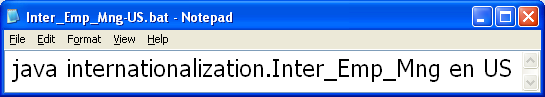 Inter_Emp_Mng-US.bat - Notepad
File Edit Format View Help
java internationalization.Inter_Emp_Mng en US